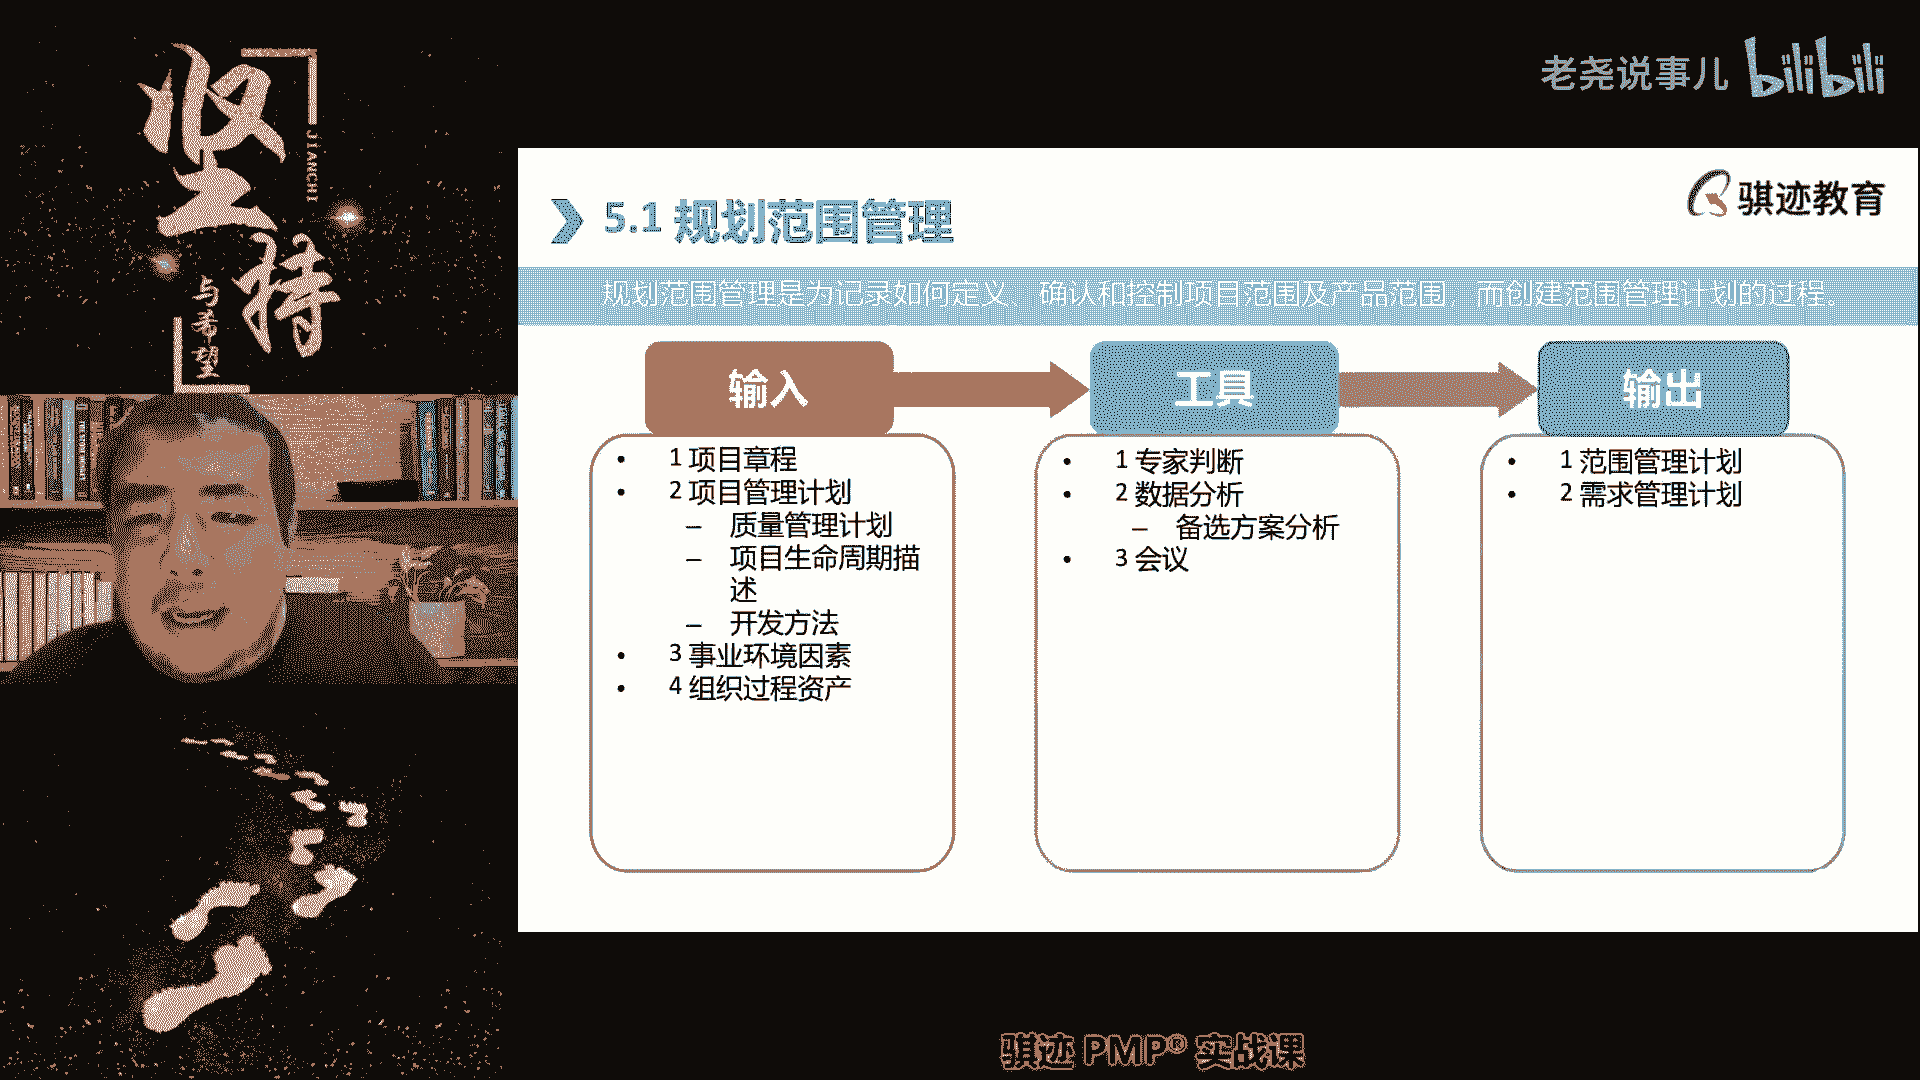 坚持
JIANCHI
与希望
老尧说事儿 bilibili
骐迹教育
5.1 规划范围管理
规划范围管理是为记录如何定义、确认和控制项目范围及产品范围，而创建范围管理计划的过程。
输入
• 1 项目章程
• 2 项目管理计划
– 质量管理计划
– 项目生命周期描
述
– 开发方法
• 3 事业环境因素
• 4 组织过程资产
工具
• 1 专家判断
• 2 数据分析
– 备选方案分析
• 3 会议
输出
• 1 范围管理计划
• 2 需求管理计划
骐迹 PMP® 实战课